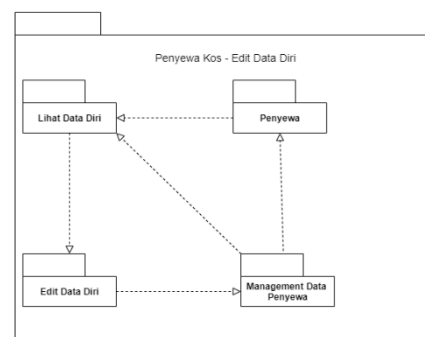 Penyewa Kos - Edit Data Diri
Lihat Data Diri
Penyewa
Edit Data Diri
Management Data
Penyewa